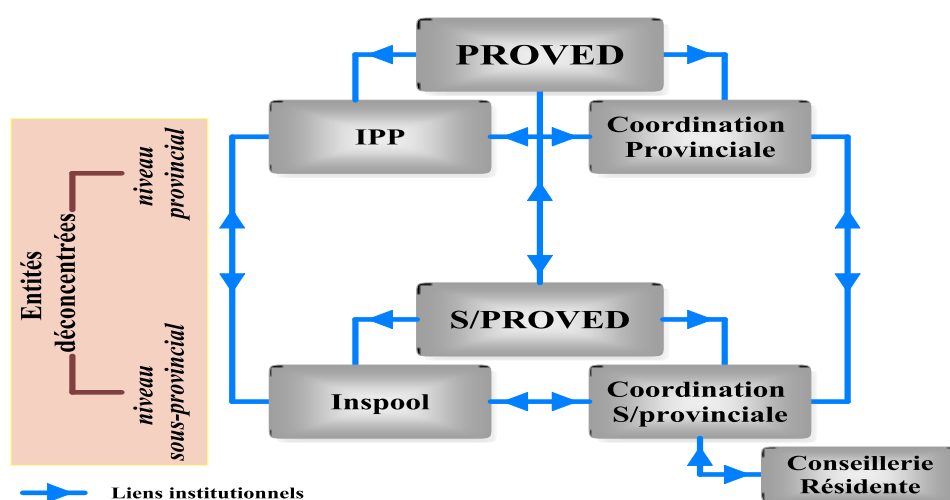 PROVED
IPP
Coordination
Provinciale
Entités
déconcentrées
niveau
provincial
S/PROVED
niveau
sous-provincial
Inspool
Coordination
S/provinciale
Conseillerie
Résidente
Liens institutionnels